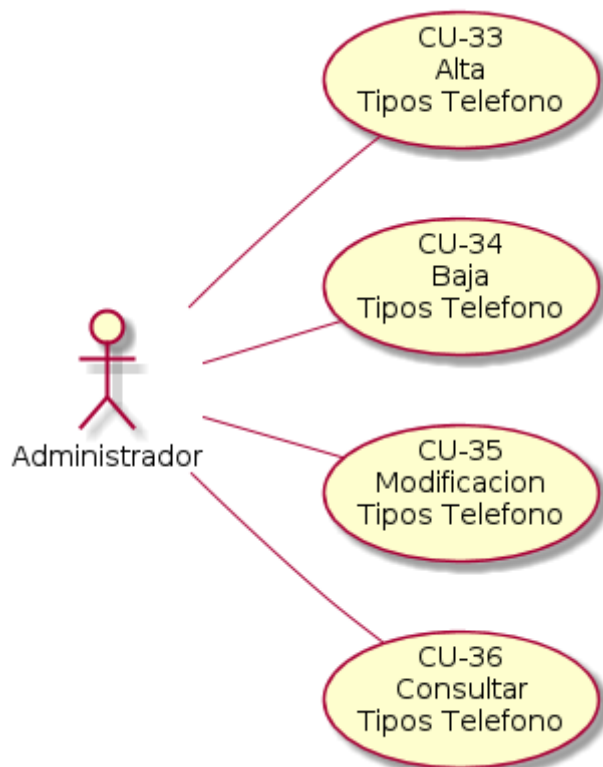 CU-33
Alta
Tipos Telefono
CU-34
Baja
Tipos Telefono
Administrador
CU-35
Modificacion
Tipos Telefono
CU-36
Consultar
Tipos Telefono